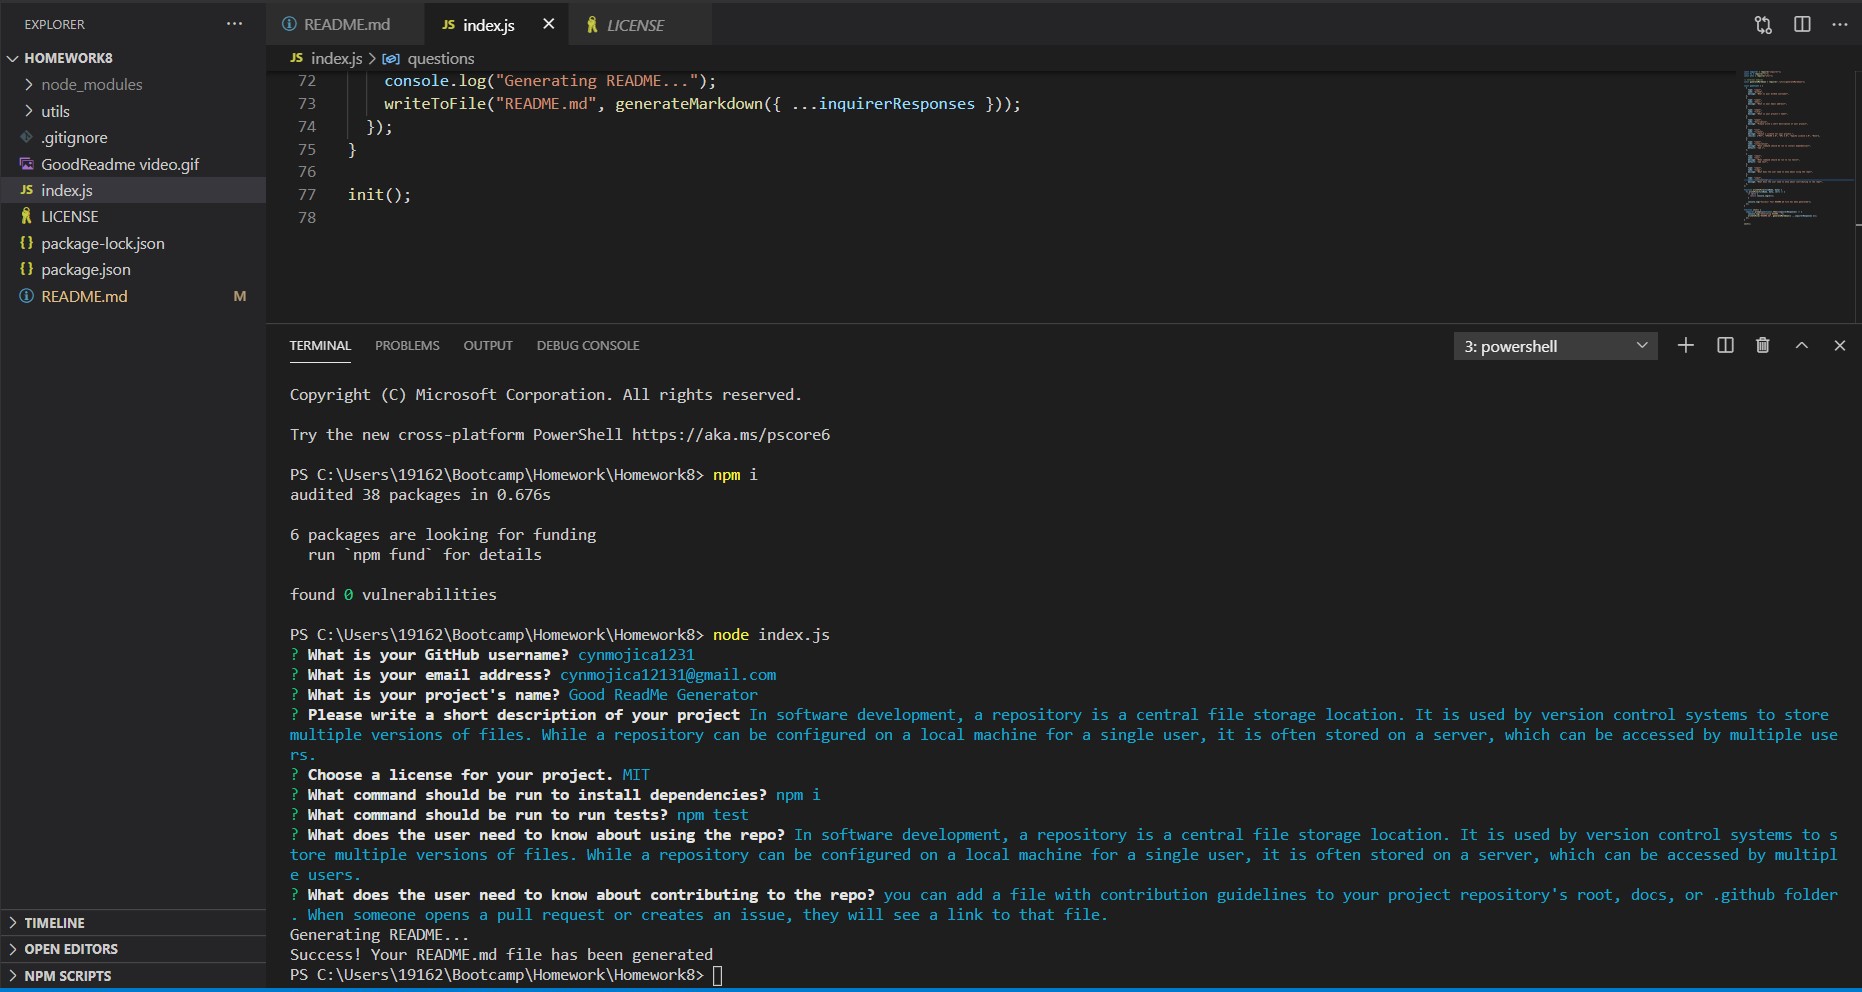 EXPLORER
HOMEWORK8
node_modules
utils
.gitignore
GoodReadme video.gif
JS index.js
LICENSE
{} package-lock.json
{} package.json
README.md M
TIMELINE
OPEN EDITORS
NPM SCRIPTS
README.md JS index.js LICENSE
JS index.js > questions
72 console.log("Generating README...");
73 writeToFile("README.md", generateMarkdown({ ...inquirerResponses }));
74 });
75 }
76
77 init();
78
TERMINAL PROBLEMS OUTPUT DEBUG CONSOLE 3: powershell
Copyright (C) Microsoft Corporation. All rights reserved.
Try the new cross-platform PowerShell https://aka.ms/pscore6
PS C:\Users\19162\Bootcamp\Homework\Homework8> npm i
audited 38 packages in 0.676s
6 packages are looking for funding
run `npm fund` for details
found 0 vulnerabilities
PS C:\Users\19162\Bootcamp\Homework\Homework8> node index.js
? What is your GitHub username? cynmojica1231
? What is your email address? cynmojica12131@gmail.com
? What is your project's name? Good ReadMe Generator
? Please write a short description of your project In software development, a repository is a central file storage location. It is used by version control systems to store
multiple versions of files. While a repository can be configured on a local machine for a single user, it is often stored on a server, which can be accessed by multiple use
rs.
? Choose a license for your project. MIT
? What command should be run to install dependencies? npm i
? What command should be run to run tests? npm test
? What does the user need to know about using the repo? In software development, a repository is a central file storage location. It is used by version control systems to s
tore multiple versions of files. While a repository can be configured on a local machine for a single user, it is often stored on a server, which can be accessed by multipl
e users.
? What does the user need to know about contributing to the repo? you can add a file with contribution guidelines to your project repository's root, docs, or .github folder
. When someone opens a pull request or creates an issue, they will see a link to that file.
Generating README...
Success! Your README.md file has been generated
PS C:\Users\19162\Bootcamp\Homework\Homework8>